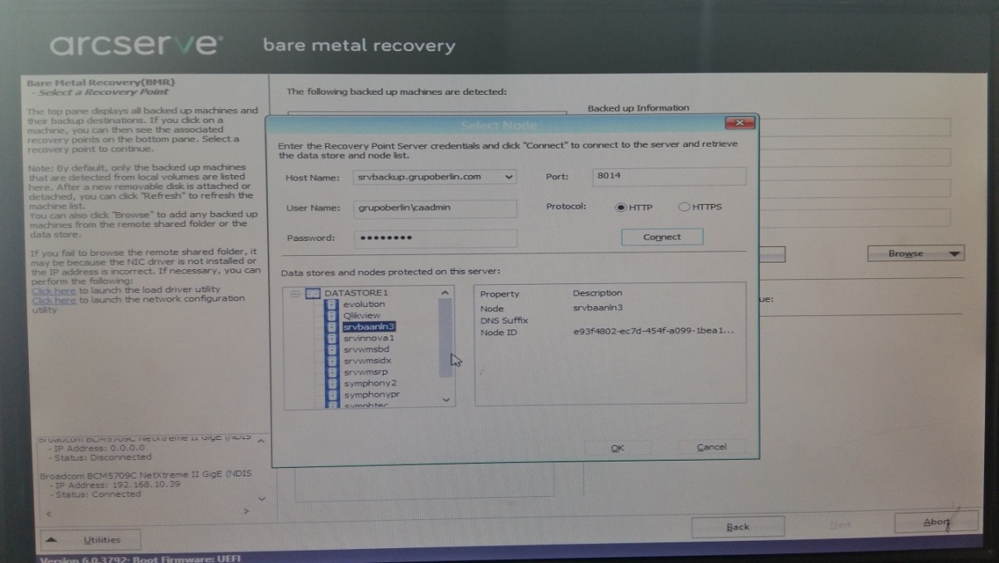 arcserve® bare metal recovery
Bare Metal Recovery(BMR)
- Select a Recovery Point
The top pane displays all backed up machines and
their backup destinations. If you click on a
machine, you can then see the associated
recovery points on the bottom pane. Select a
recovery point to continue.
Note: By default, only the backed up machines
that are detected from local volumes are listed
here. After a new removable disk is attached or
detached, you can click "Refresh" to refresh the
machine list.
You can also click "Browse" to add any backed up
machines from the remote shared folder or the
data store.
If you fail to browse the remote shared folder, it
may be because the NIC driver is not installed or
the IP address is incorrect. If necessary, you can
perform the following:
Click here to launch the load driver utility
Click here to launch the network configuration
utility
Broadcom BCM5709C NetXtreme II GigE (NDIS
- IP Address: 0.0.0.0
- Status: Disconnected
Broadcom BCM5709C NetXtreme II GigE (NDIS
- IP Address: 192.168.10.39
- Status: Connected
Utilities
Version 6.0.3792: Boot Firmware: UEFI
The following backed up machines are detected:
Backed up Information
Select Node
Enter the Recovery Point Server credentials and click "Connect" to connect to the server and retrieve
the data store and node list.
Host Name: srvbackup.grupoberlin.com Port: 8014
User Name: grupoberlin\caadmin Protocol: HTTP HTTPS
Password: ●●●●●●●● Connect
Data stores and nodes protected on this server:
DATASTORE1
evolution
Qlikview
srvbaanln3
srvinnova1
srvwmsbd
srvwmsidx
srvwmsrp
symphony2
symphonypr
Property Description
Node srvbaanln3
DNS Suffix
Node ID e93f4802-ec7d-454f-a099-1bea1...
OK Cancel
Browse
ue:
Back Next Abort